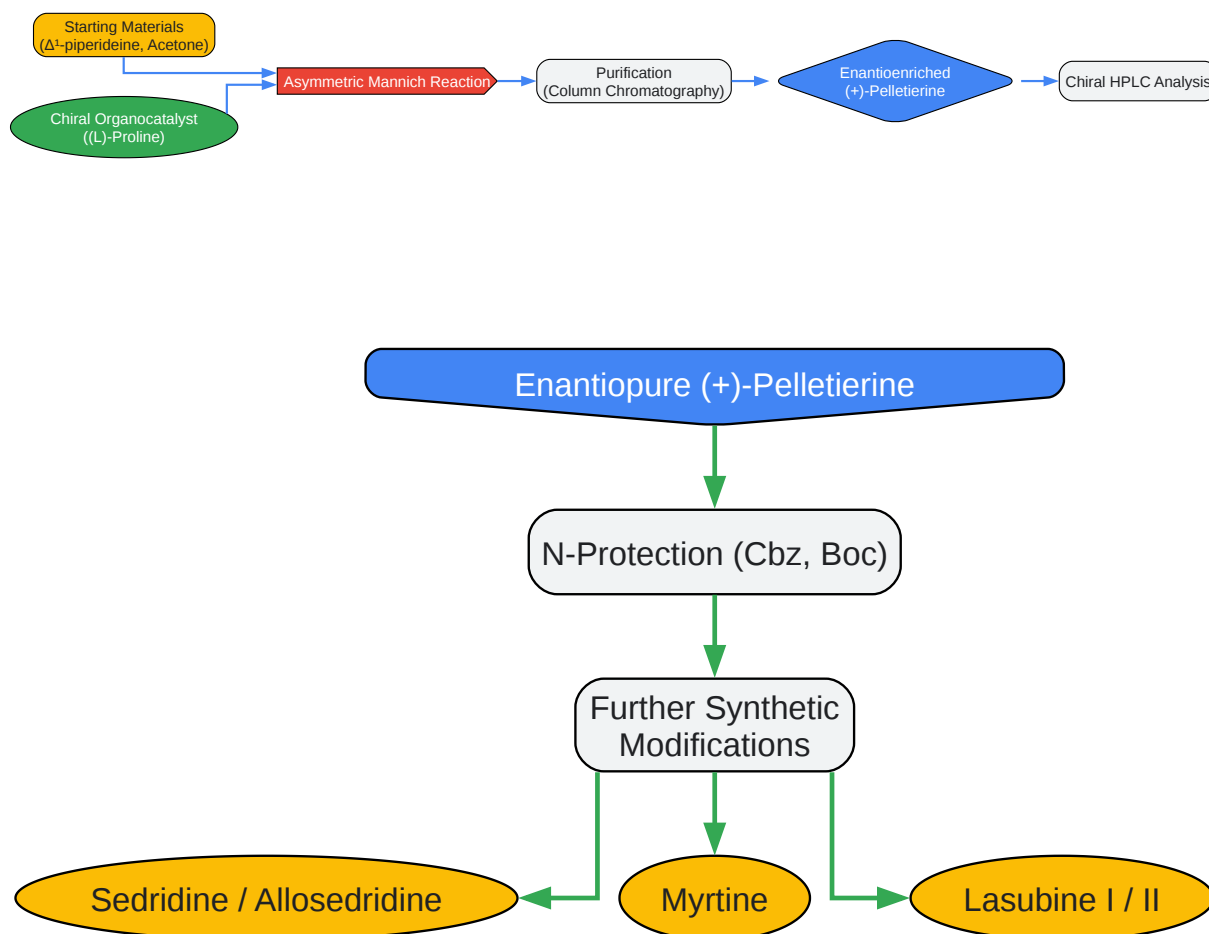 Starting Materials
(Δ¹-piperideine, Acetone)
Chiral Organocatalyst
((L)-Proline)
Asymmetric Mannich Reaction
Purification
(Column Chromatography)
Enantioenriched
(+)-Pelletierine
Chiral HPLC Analysis
Enantiopure (+)-Pelletierine
N-Protection (Cbz, Boc)
Further Synthetic
Modifications
Sedridine / Allosedridine
Myrtine
Lasubine I / II